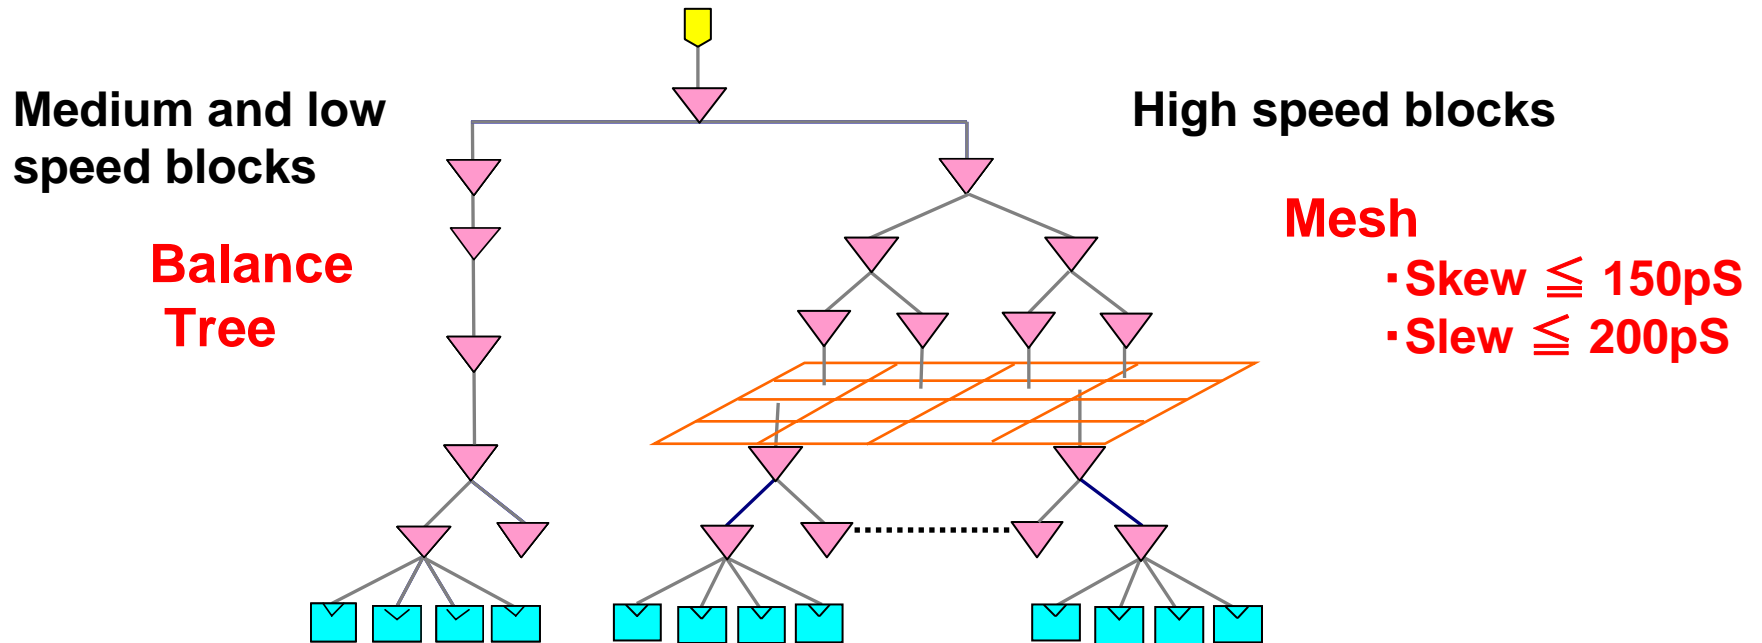 Medium and low
speed blocks
Balance
Tree
High speed blocks
Mesh
・Skew ≦ 150pS
・Slew ≦ 200pS